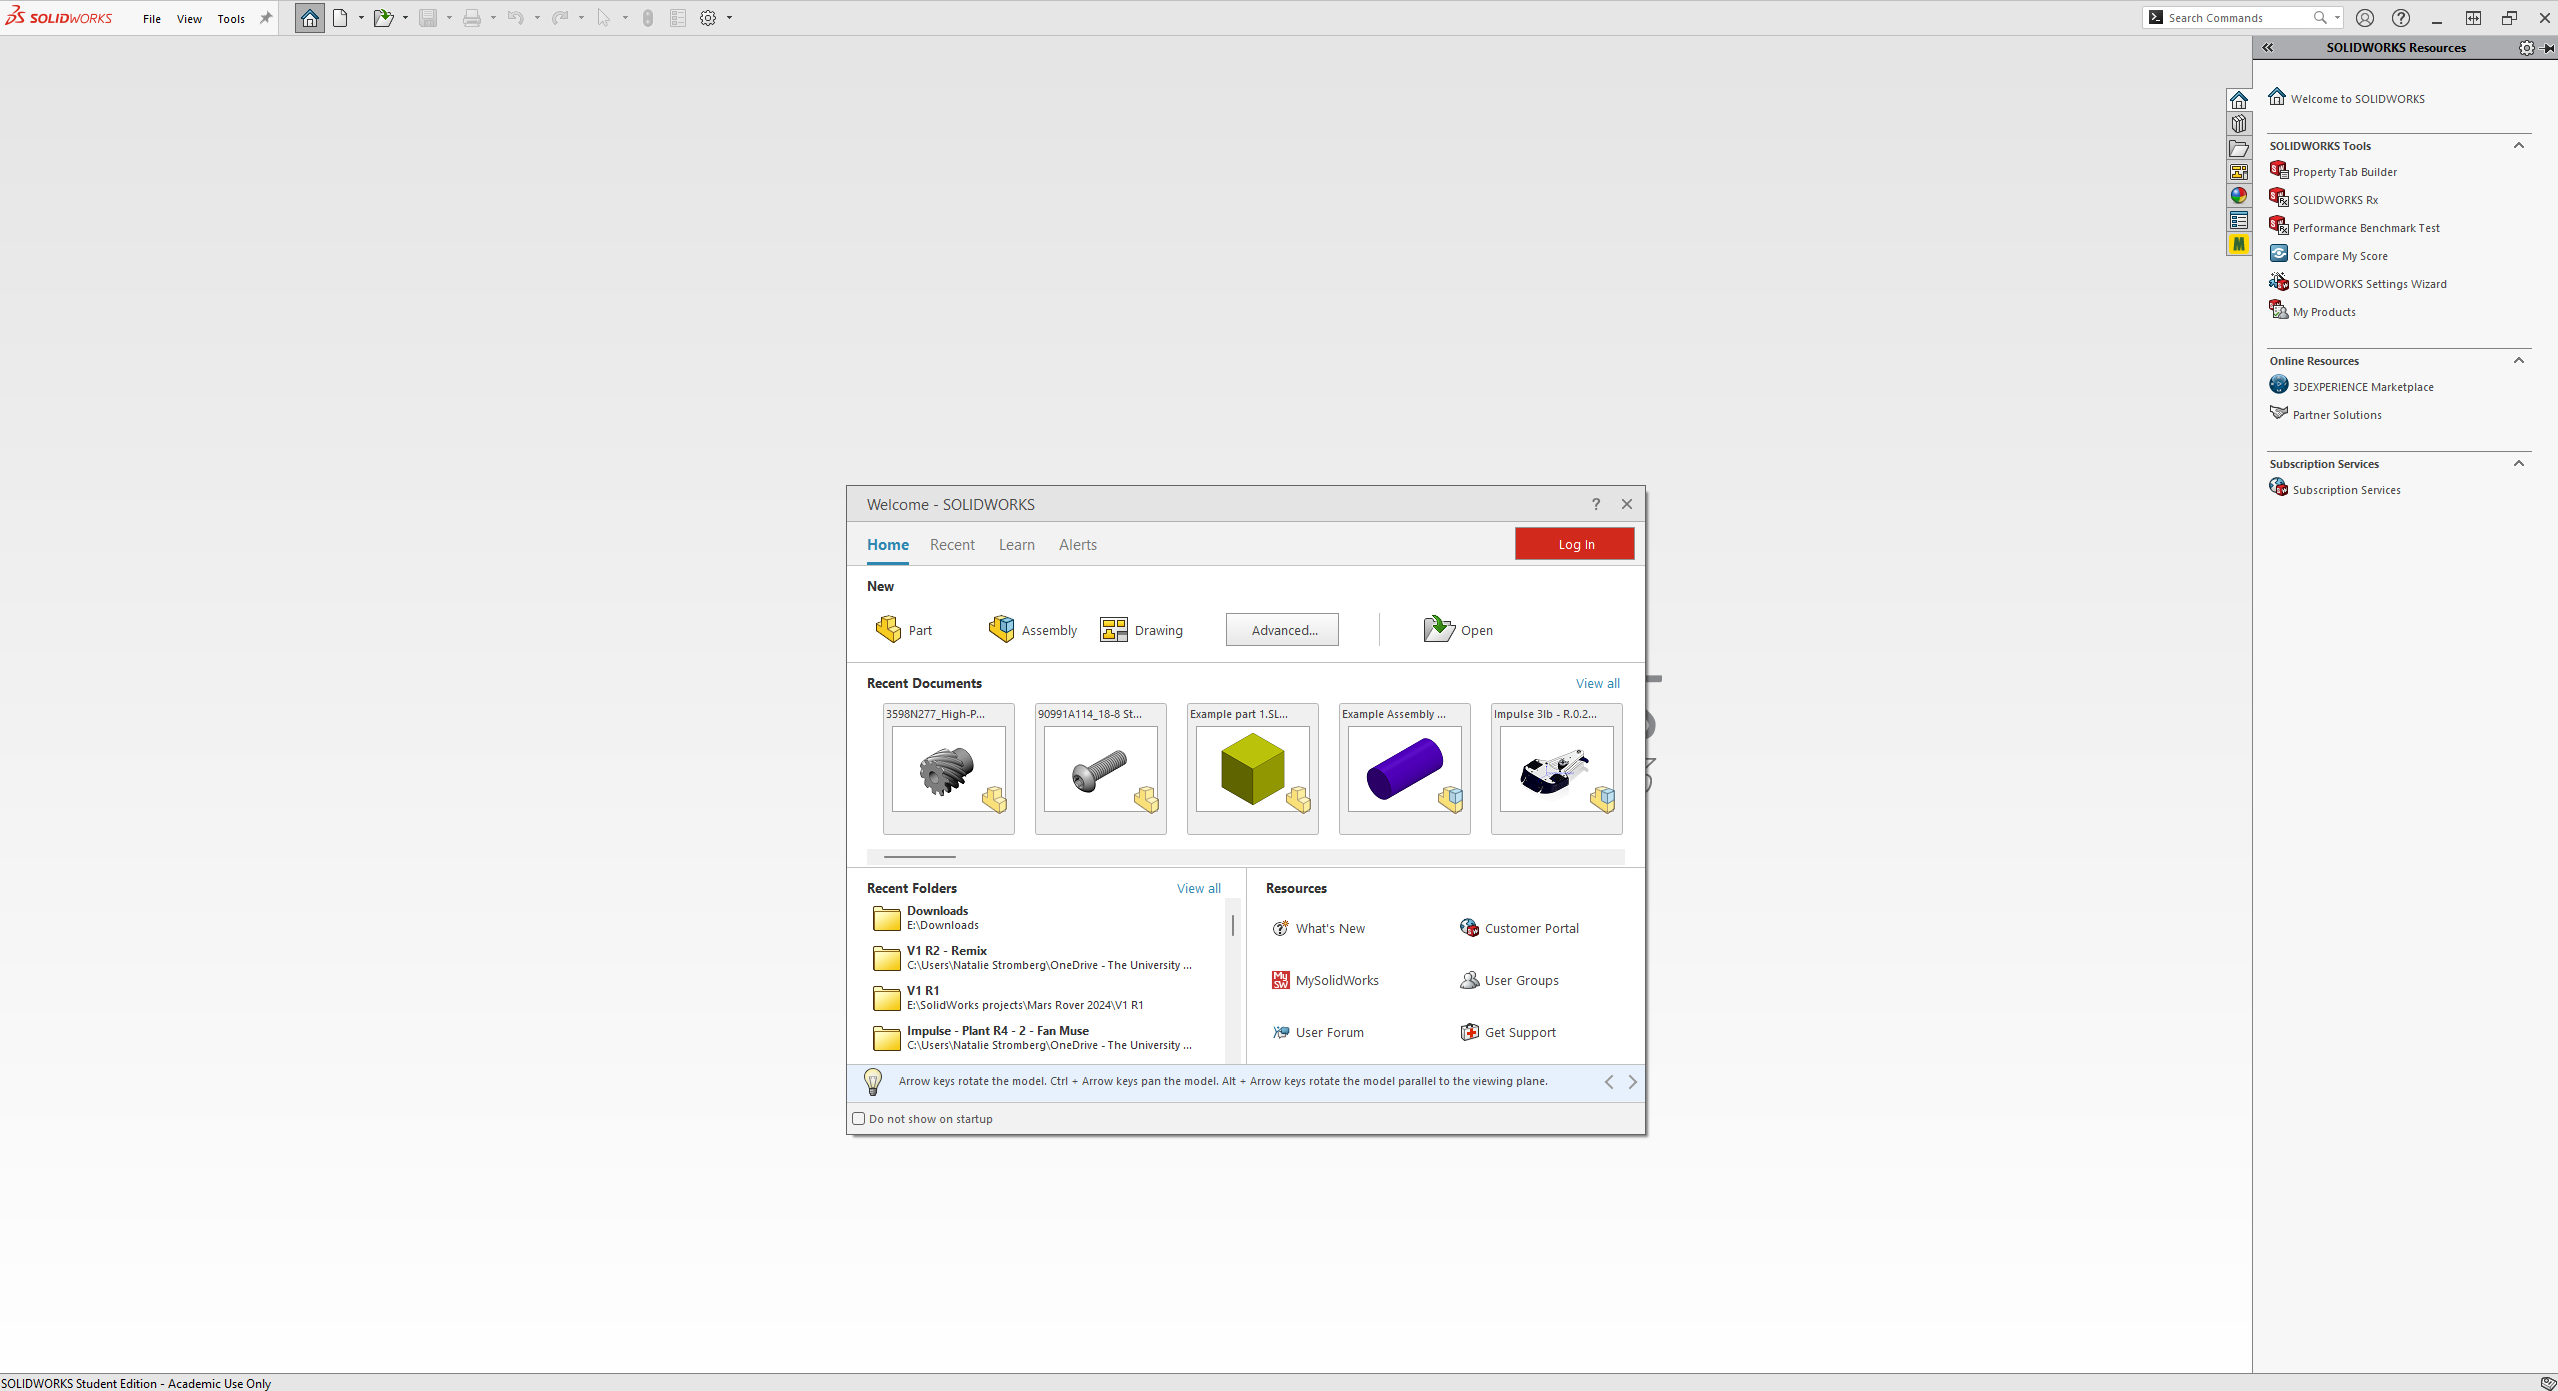 SOLIDWORKS File View Tools Search Commands
SOLIDWORKS Resources
Welcome to SOLIDWORKS
SOLIDWORKS Tools
Property Tab Builder
SOLIDWORKS Rx
Performance Benchmark Test
Compare My Score
SOLIDWORKS Settings Wizard
My Products
Online Resources
3DEXPERIENCE Marketplace
Partner Solutions
Subscription Services
Subscription Services
M
Welcome - SOLIDWORKS
Home Recent Learn Alerts Log In
New
Part Assembly Drawing Advanced... Open
Recent Documents View all
3598N277_High-P... 90991A114_18-8 St... Example part 1.SL... Example Assembly ... Impulse 3lb - R.0.2...
Recent Folders View all
Downloads
E:\Downloads
V1 R2 - Remix
C:\Users\Natalie Stromberg\OneDrive - The University ...
V1 R1
E:\SolidWorks projects\Mars Rover 2024\V1 R1
Impulse - Plant R4 - 2 - Fan Muse
C:\Users\Natalie Stromberg\OneDrive - The University ...
Resources
What's New Customer Portal
My SW MySolidWorks User Groups
User Forum Get Support
Arrow keys rotate the model. Ctrl + Arrow keys pan the model. Alt + Arrow keys rotate the model parallel to the viewing plane.
Do not show on startup
SOLIDWORKS Student Edition - Academic Use Only